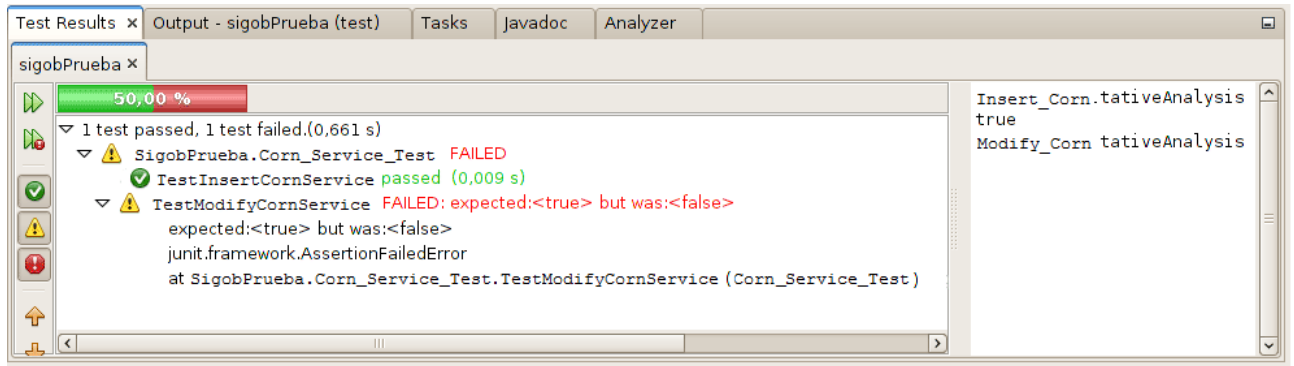 Test Results x Output - sigobPrueba (test) Tasks Javadoc Analyzer
sigobPrueba x
50,00 %
1 test passed, 1 test failed.(0,661 s)
SigobPrueba.Corn_Service_Test FAILED
TestInsertCornService passed (0,009 s)
TestModifyCornService FAILED: expected:<true> but was:<false>
expected:<true> but was:<false>
junit.framework.AssertionFailedError
at SigobPrueba.Corn_Service_Test.TestModifyCornService (Corn_Service_Test)
Insert_Corn.tativeAnalysis
true
Modify_Corn tativeAnalysis